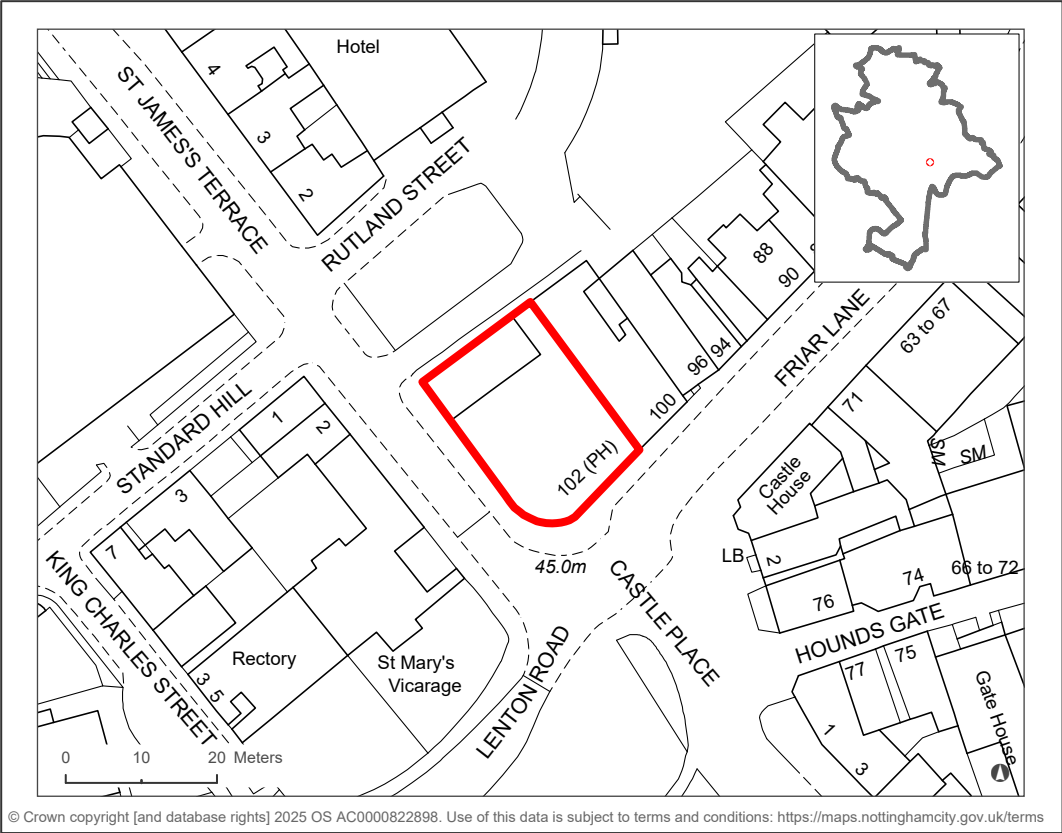 Hotel
4
3
2
ST JAMES'S TERRACE
RUTLAND STREET
88
90
FRIAR LANE
63 to 67
94
96
100
71
102 (PH)
SM
SM
Castle
House
STANDARD HILL
1
2
3
7
45.0m
LB
2
74
66 to 72
76
CASTLE PLACE
HOUNDS GATE
KING CHARLES STREET
Rectory
St Mary's
Vicarage
3
5
LENTON ROAD
77
75
Gate House
1
3
0 10 20 Meters
© Crown copyright [and database rights] 2025 OS AC0000822898. Use of this data is subject to terms and conditions: https://maps.nottinghamcity.gov.uk/terms